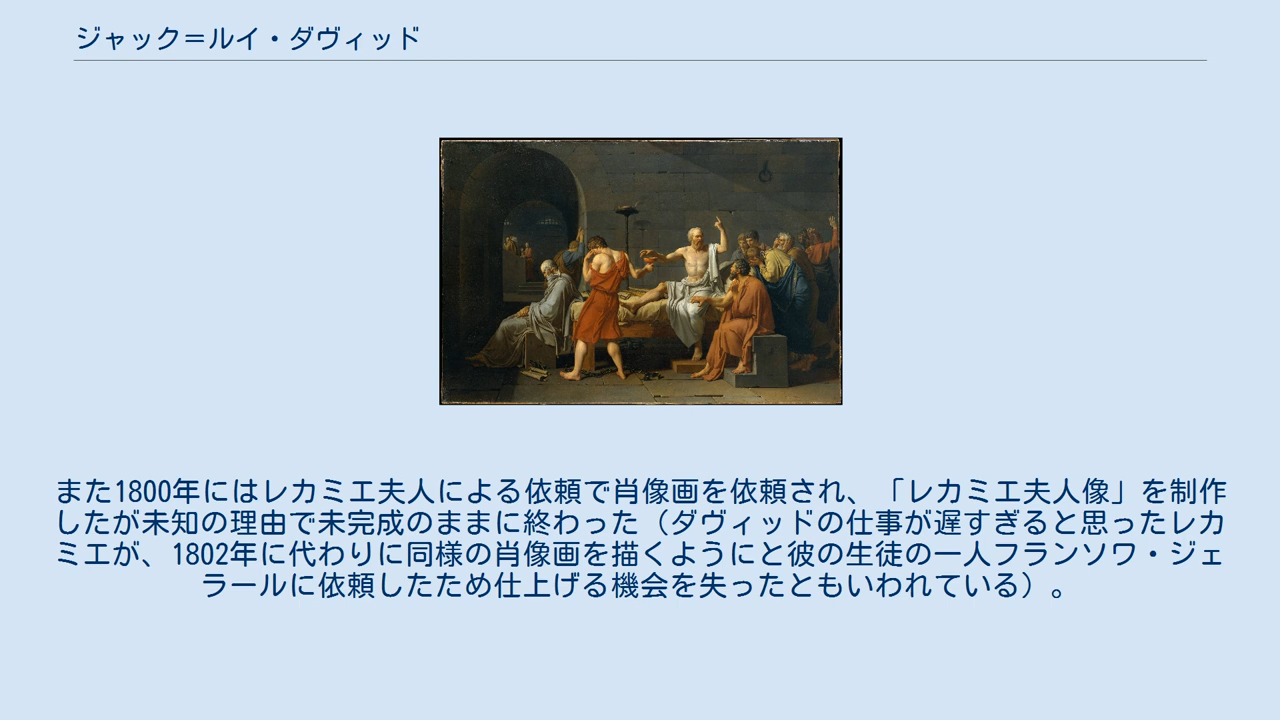 ジャック＝ルイ・ダヴィッド
また1800年にはレカミエ夫人による依頼で肖像画を依頼され、「レカミエ夫人像」を制作
したが未知の理由で未完成のままに終わった（ダヴィッドの仕事が遅すぎると思ったレカ
ミエが、1802年に代わりに同様の肖像画を描くようにと彼の生徒の一人フランソワ・ジェ
ラールに依頼したため仕上げる機会を失ったともいわれている）。